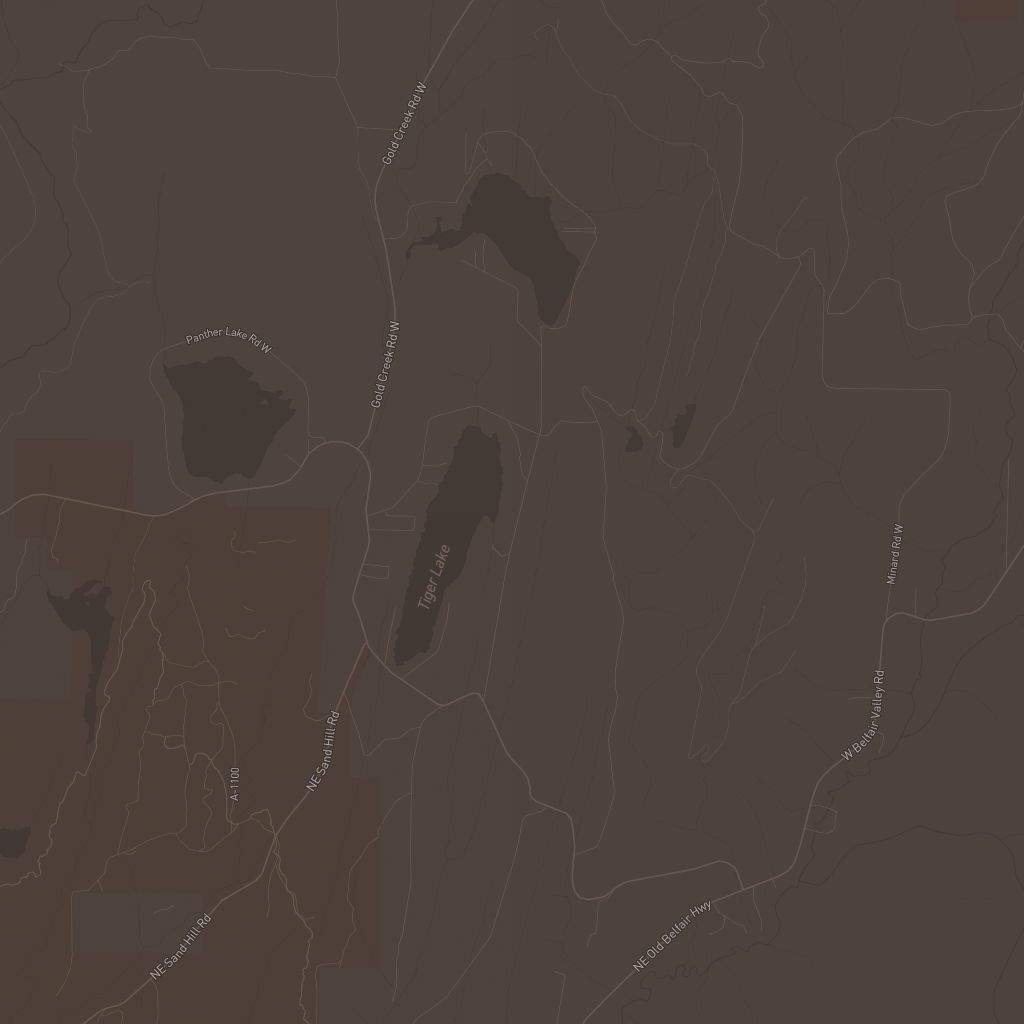 Gold Creek Rd W
Panther Lake Rd W
Gold Creek Rd W
Tiger Lake
Minard Rd W
W Belfair Valley Rd
NE Sand Hill Rd
A-1100
NE Sand Hill Rd
NE Old Belfair Hwy